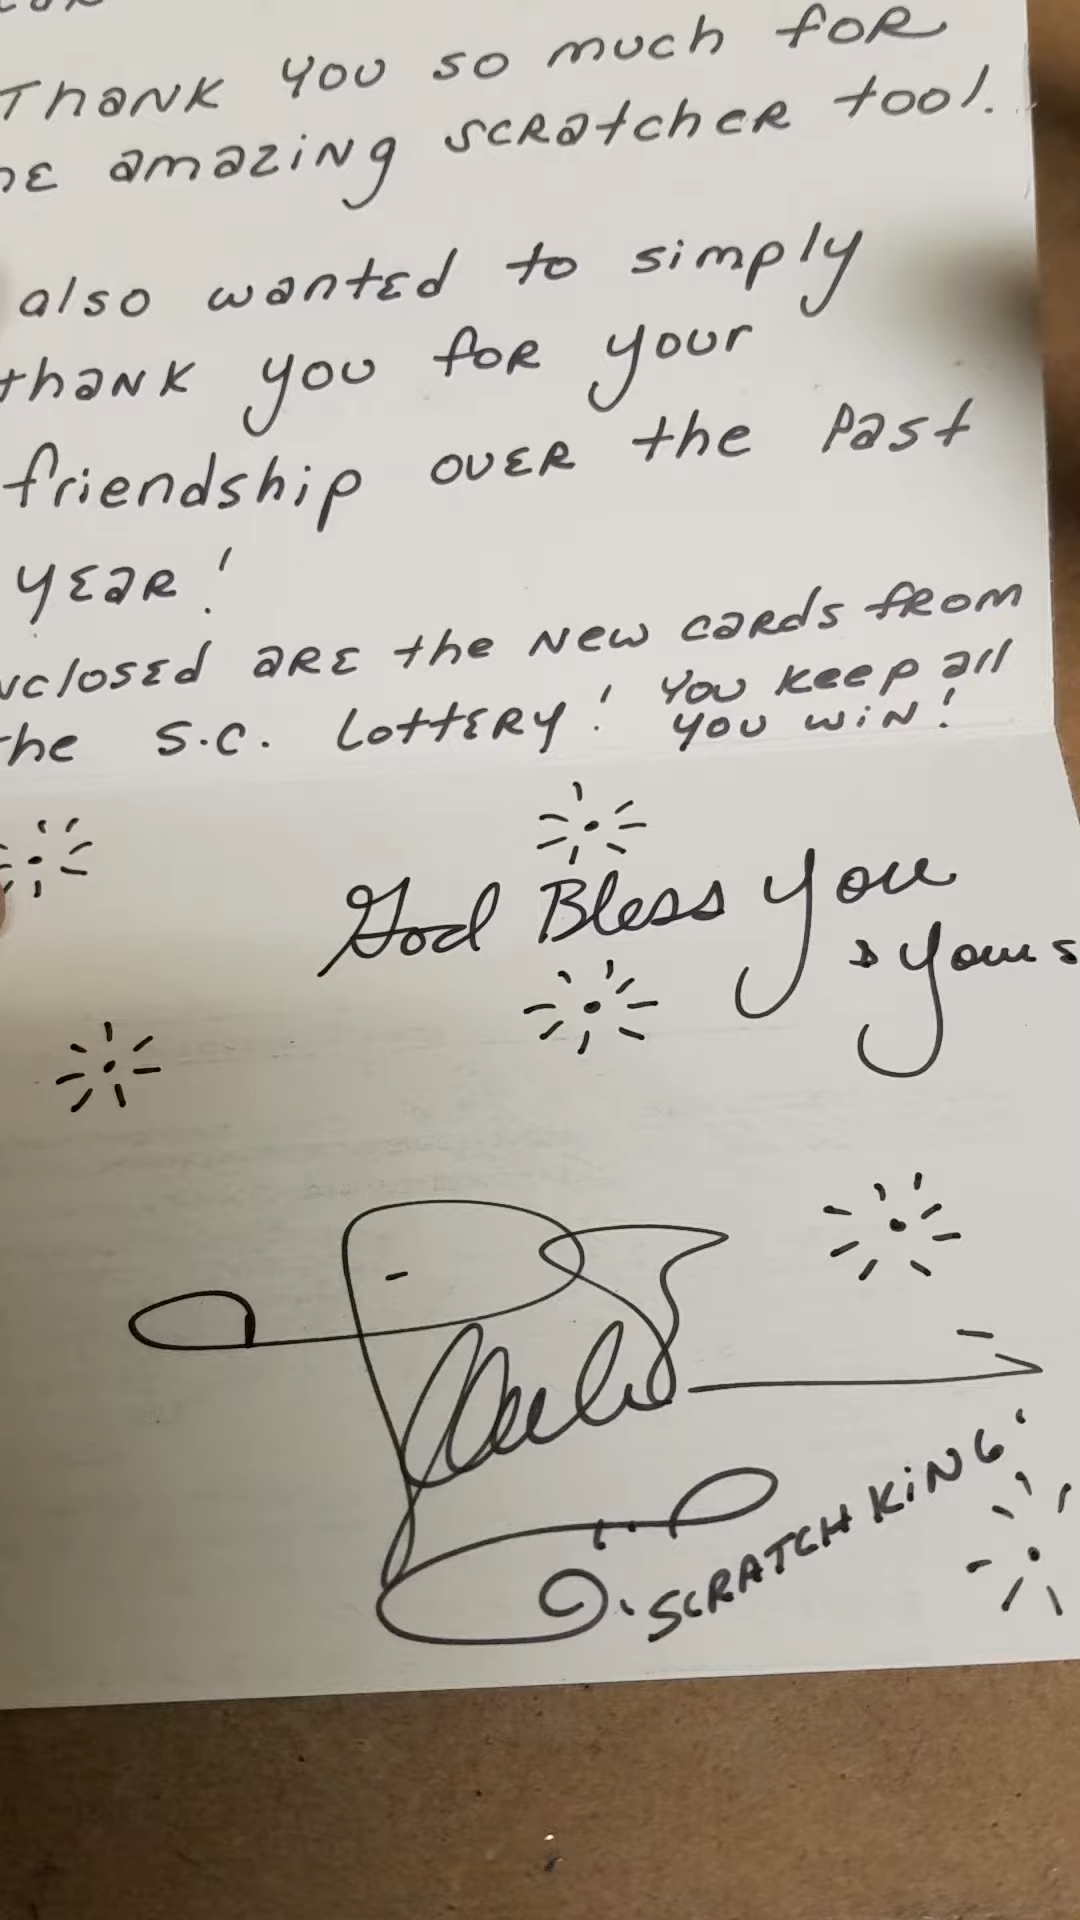 Thank you so much for
amazing scratcher tool.
also wanted to simply
thank you for your
friendship over the past
year!
nclosed are the new cards from
the S.C. Lottery! You keep all
you win!
God Bless You
& Yours
SCRATCH KING